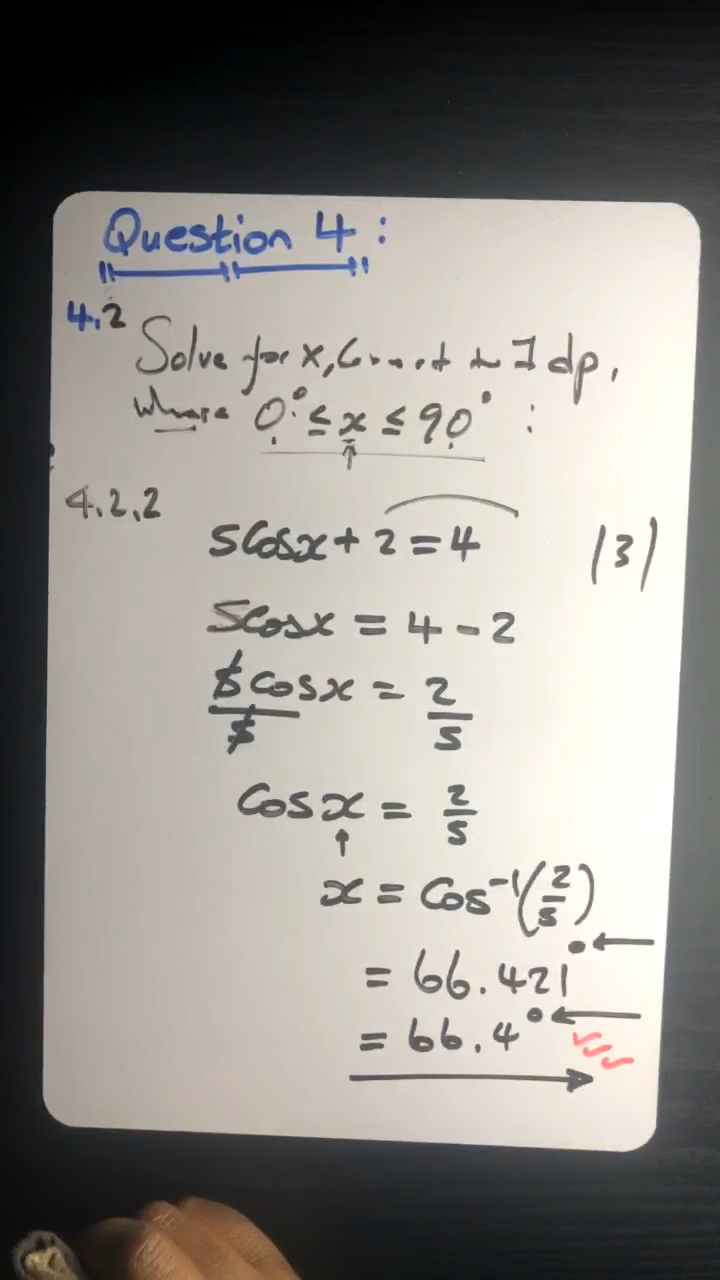 Question 4 :
4.2 Solve for x, Correct to 1 dp,
where 0° ≤ x ≤ 90° :
4.2.2
5cosx + 2 = 4 (3)
5cosx = 4 - 2
5cosx/5 = 2/5
Cosx = 2/5
x = Cos⁻¹(2/5)
= 66.421°
= 66.4°